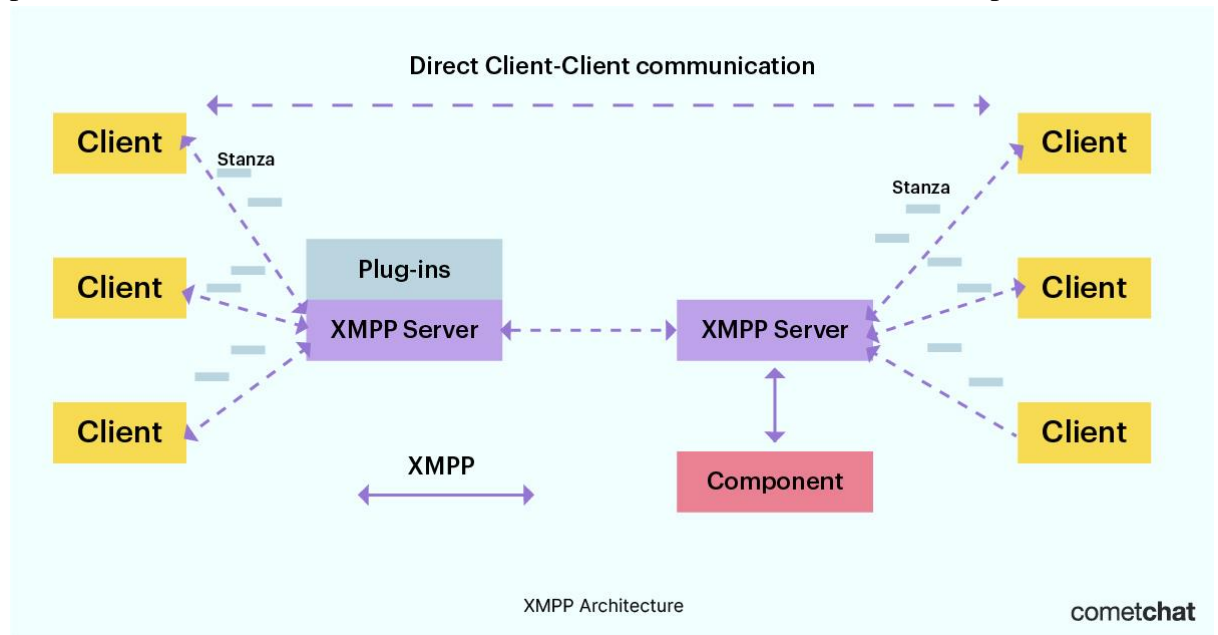 Direct Client-Client communication
Client
Client
Stanza
Stanza
Plug-ins
Client
Client
XMPP Server
XMPP Server
Client
Client
XMPP
Component
XMPP Architecture
cometchat